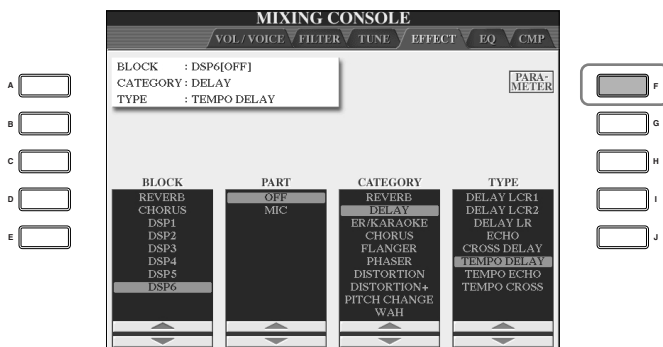 MIXING CONSOLE
VOL / VOICE FILTER TUNE EFFECT EQ CMP
BLOCK : DSP6[OFF]
CATEGORY : DELAY
TYPE : TEMPO DELAY
PARA-
METER
A
B
C
D
E
F
G
H
I
J
BLOCK
REVERB
CHORUS
DSP1
DSP2
DSP3
DSP4
DSP5
DSP6
PART
OFF
MIC
CATEGORY
REVERB
DELAY
ER/KARAOKE
CHORUS
FLANGER
PHASER
DISTORTION
DISTORTION+
PITCH CHANGE
WAH
TYPE
DELAY LCR1
DELAY LCR2
DELAY LR
ECHO
CROSS DELAY
TEMPO DELAY
TEMPO ECHO
TEMPO CROSS